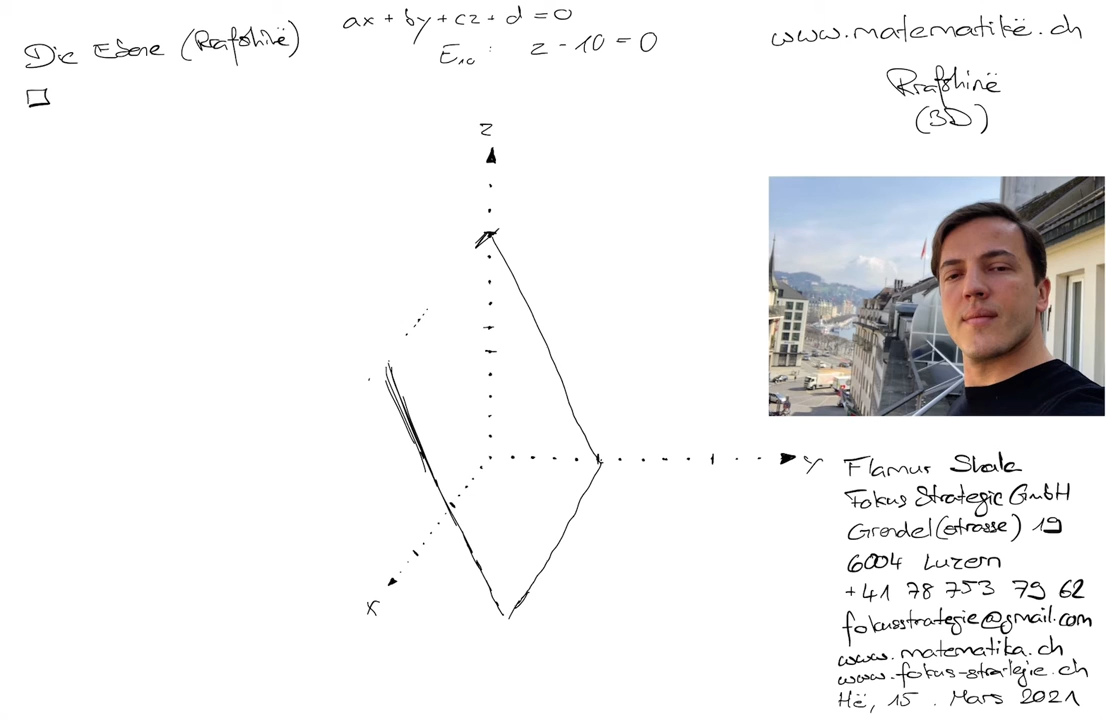 Die Ebene (Rrafshinë)
ax + by + cz + d = 0
E₁₀ : z - 10 = 0
www.matematikë.ch
Rrafshinë
(3D)
z
y
x
Flamur Shala
Fokus Strategie GmbH
Grendel(strasse) 19
6004 Luzern
+41 78 753 79 62
fokusstrategie@gmail.com
www.matematika.ch
www.fokus-strategie.ch
Hë, 15. Mars 2021